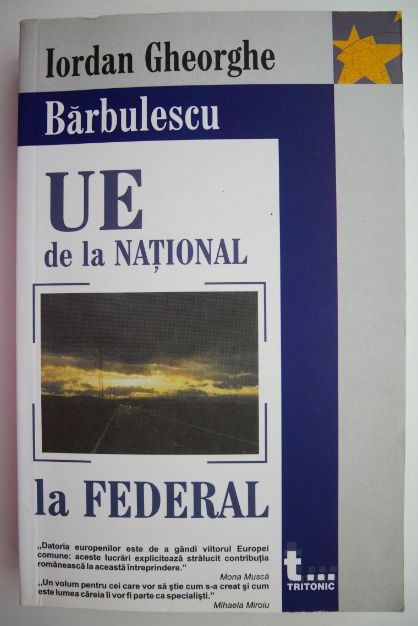 Iordan Gheorghe
Bărbulescu
UE
de la NAȚIONAL
la FEDERAL
„Datoria europenilor este de a gândi viitorul Europei
comune: aceste lucrări explicitează strălucit contribuția
românească la această întreprindere.”
Mona Muscă
„Un volum pentru cei care vor să știe cum s-a creat și cum
este lumea căreia îi vor fi parte ca specialiști.”
Mihaela Miroiu
t...
TRITONIC